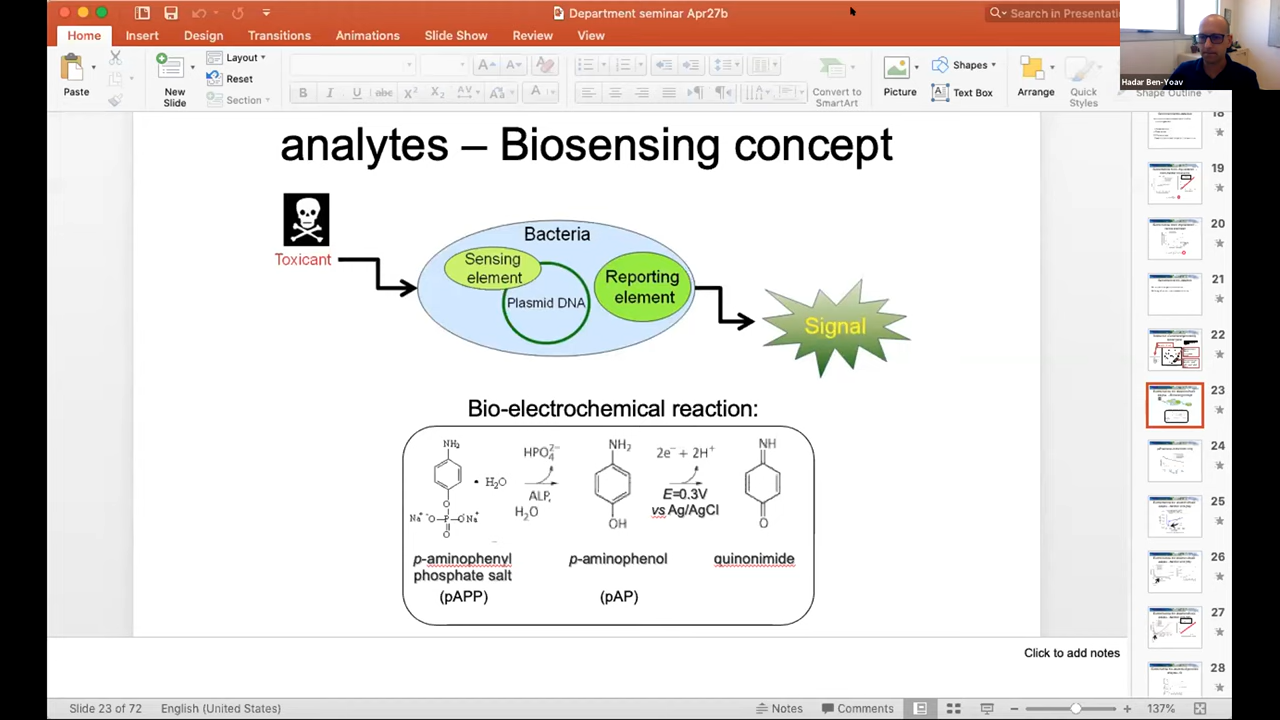 Department seminar Apr27b
Search in Presentati
Home Insert Design Transitions Animations Slide Show Review View
Paste
New
Slide
Layout
Reset
Section
B I U abc
Convert to
SmartArt
Picture
Shapes
Text Box
Arrange
Quick
Styles
Shape Outline
Hadar Ben-Yoav
analytes Biosensing concept
Toxicant
Bacteria
Sensing
element
Plasmid DNA
Reporting
element
Signal
Bio-electrochemical reaction:
NH₂
• H₂O
Na⁺
O
P
O
Na
O
HPO₄²⁻
ALP,
H₂O
NH₂
OH
2e⁻ + 2H⁺
E=0.3V
vs Ag/AgCl
NH
O
p-aminophenyl
phosphate salt
(pAPP)
p-aminophenol
(pAP)
quinonimide
18
19
20
21
22
23
24
25
26
27
28
Click to add notes
Slide 23 of 72
English (United States)
Notes
Comments
137%